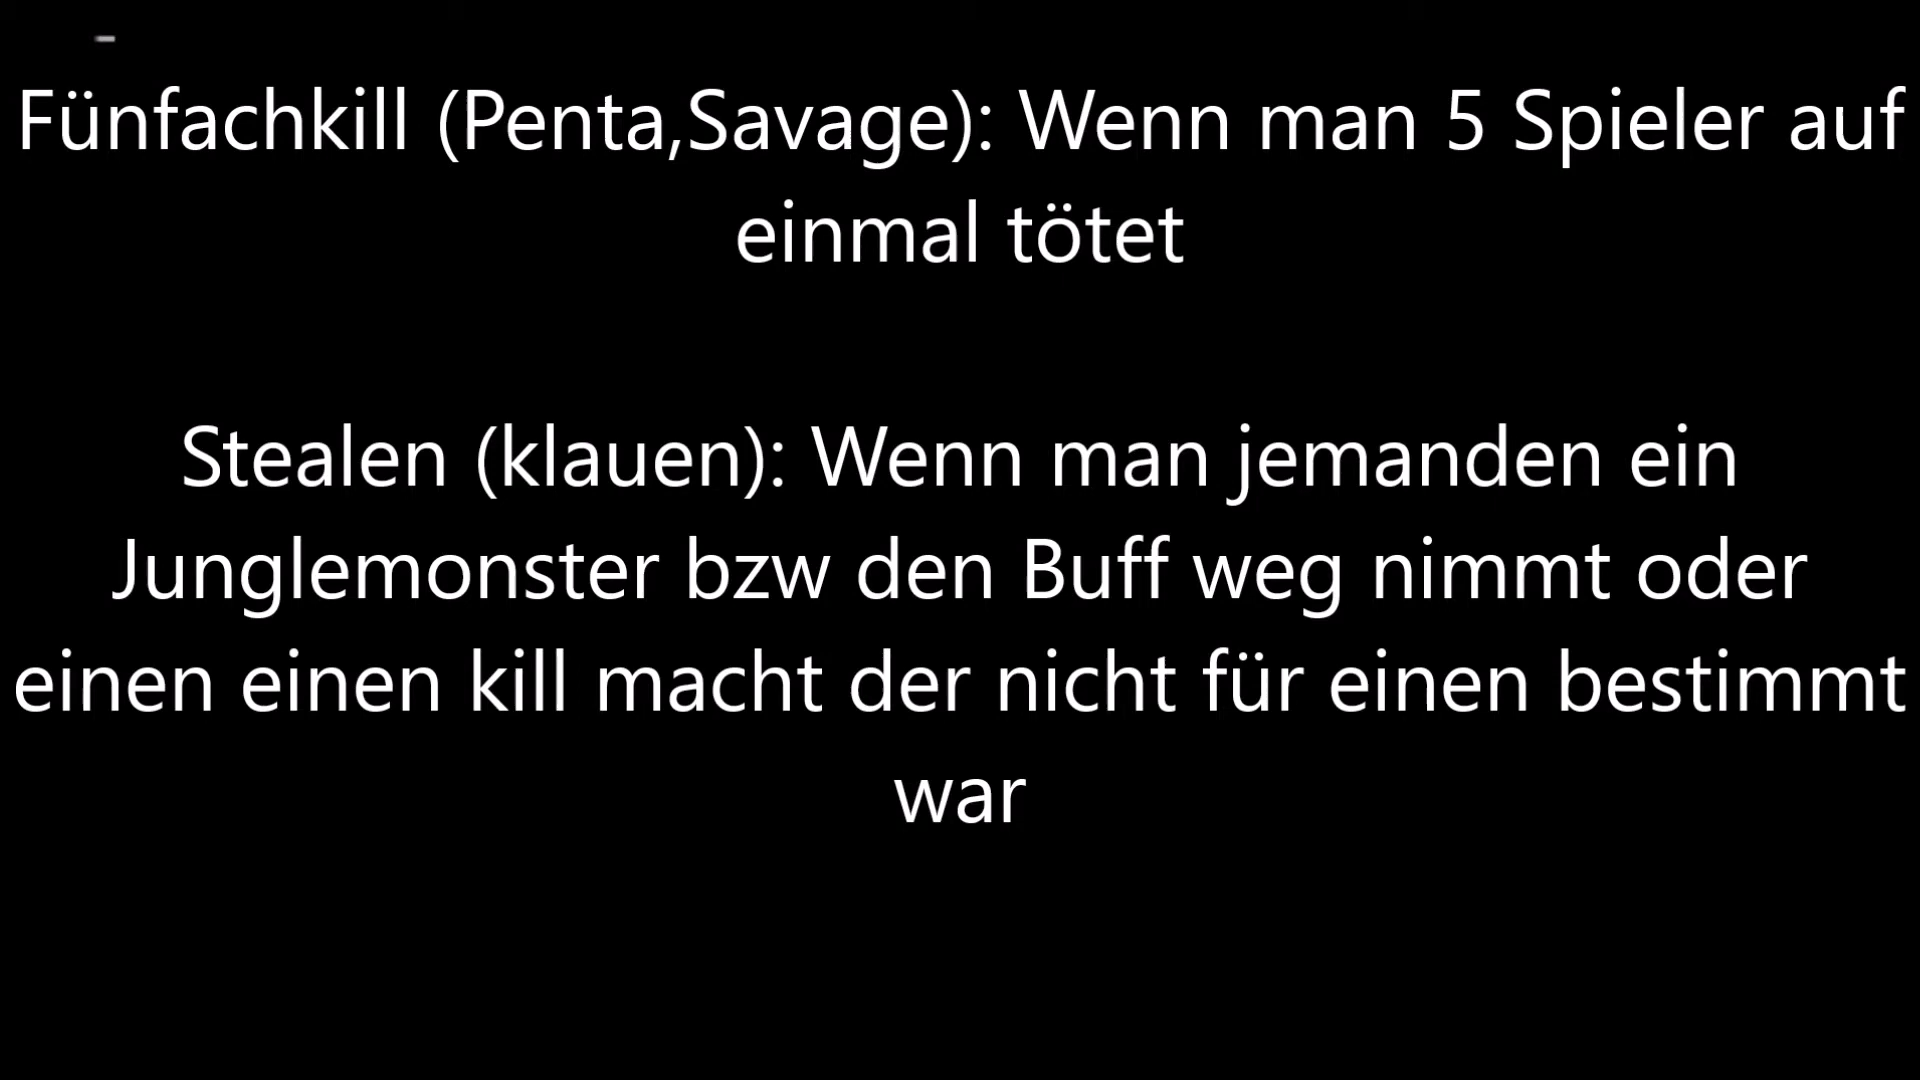 Fünfachkill (Penta,Savage): Wenn man 5 Spieler auf
einmal tötet
Stealen (klauen): Wenn man jemanden ein
Junglemonster bzw den Buff weg nimmt oder
einen einen kill macht der nicht für einen bestimmt
war